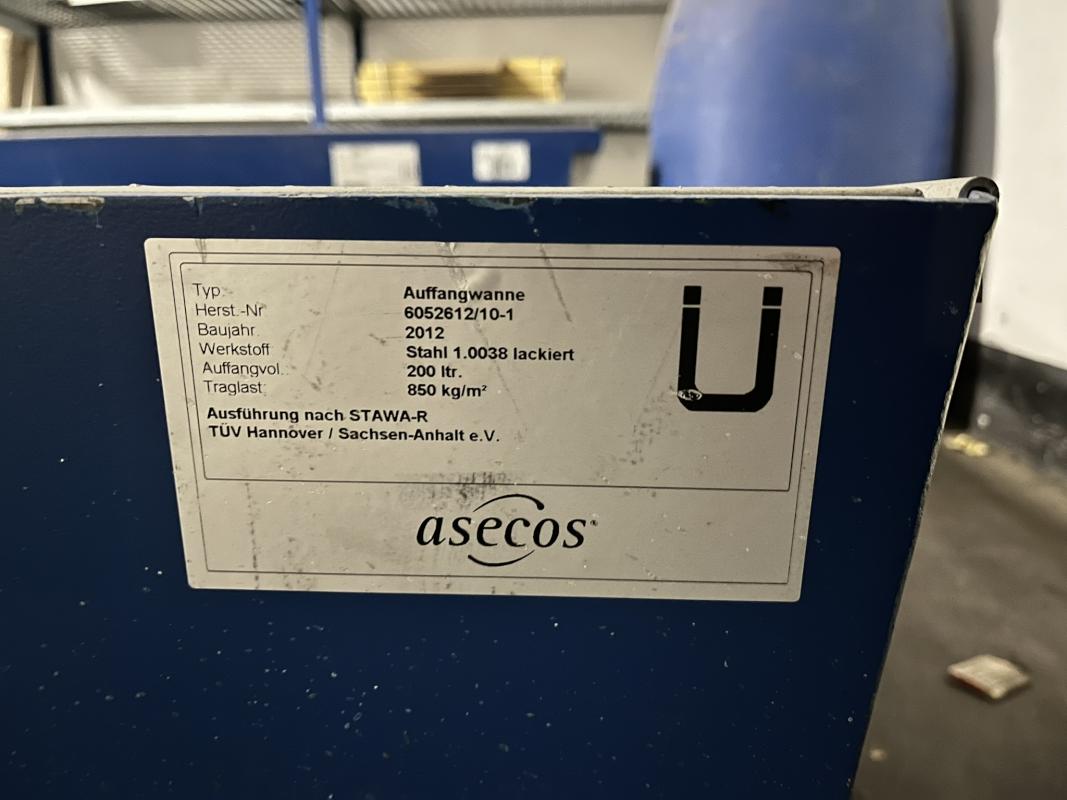 Typ: Auffangwanne
Herst.-Nr 6052612/10-1
Baujahr 2012
Werkstoff Stahl 1.0038 lackiert
Auffangvol.: 200 ltr.
Traglast: 850 kg/m²
Ausführung nach STAWA-R
TÜV Hannover / Sachsen-Anhalt e.V.
Ü
asecos®